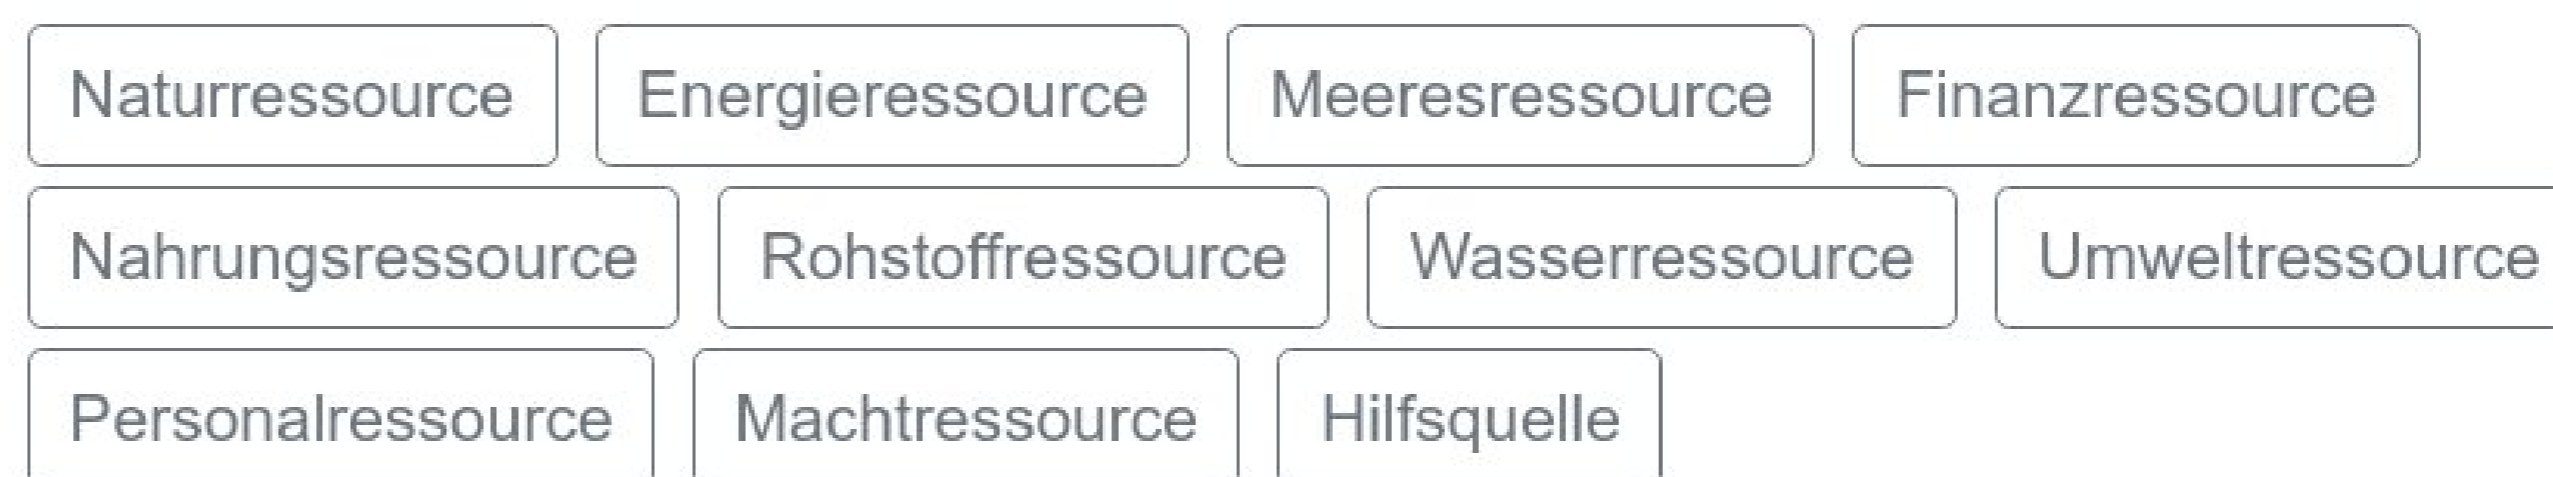 Naturressource Energieressource Meeresressource Finanzressource
Nahrungsressource Rohstoffressource Wasserressource Umweltressource
Personalressource Machtressource Hilfsquelle